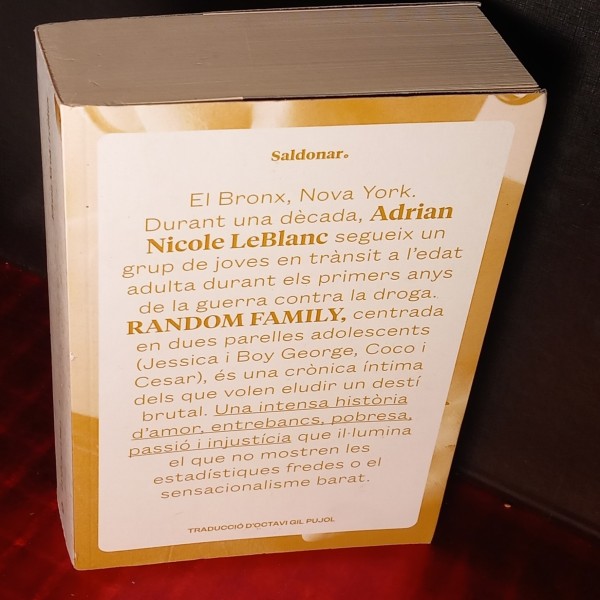 Saldonar.
El Bronx, Nova York.
Durant una dècada, Adrian
Nicole LeBlanc segueix un
grup de joves en trànsit a l'edat
adulta durant els primers anys
de la guerra contra la droga.
RANDOM FAMILY, centrada
en dues parelles adolescents
(Jessica i Boy George, Coco i
Cesar), és una crònica íntima
dels que volen eludir un destí
brutal. Una intensa història
d'amor, entrebancs, pobresa,
passió i injustícia que il·lumina
el que no mostren les
estadístiques fredes o el
sensacionalisme barat.
TRADUCCIÓ D'OCTAVI GIL PUJOL